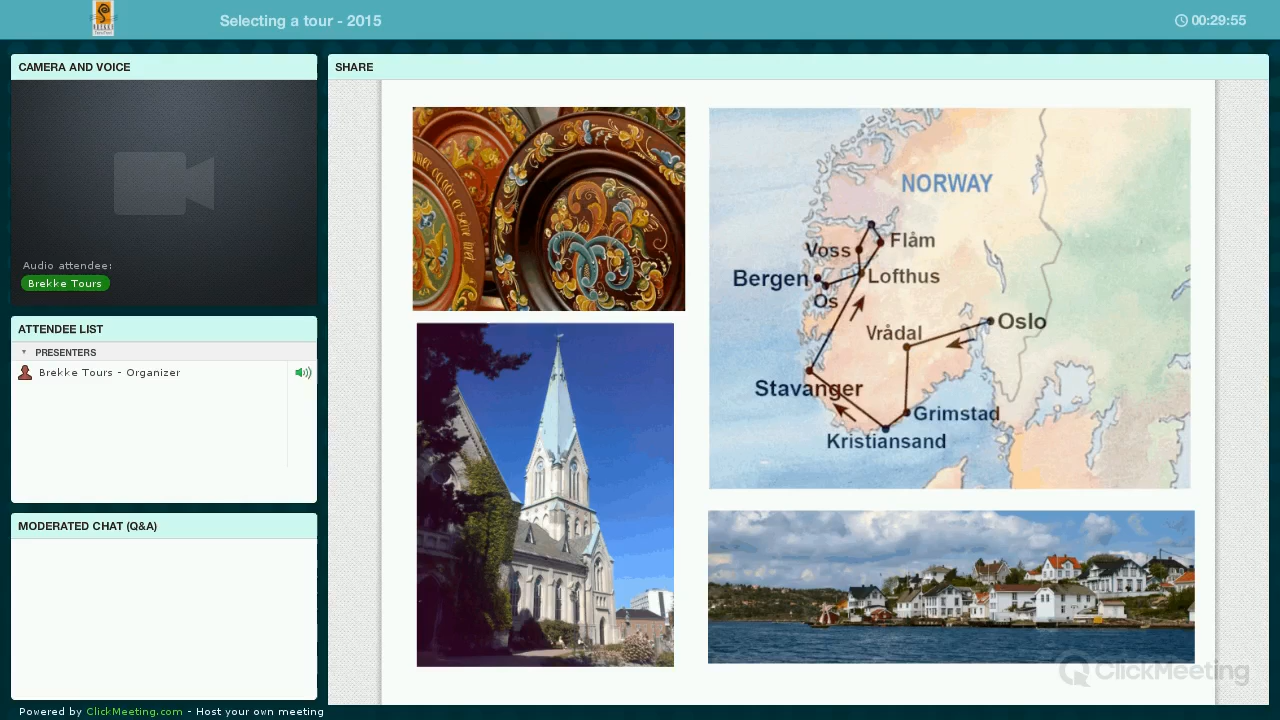 Selecting a tour - 2015
00:29:55
CAMERA AND VOICE
Audio attendee:
Brekke Tours
ATTENDEE LIST
PRESENTERS
Brekke Tours - Organizer
MODERATED CHAT (Q&A)
Powered by ClickMeeting.com - Host your own meeting
SHARE
NORWAY
Voss
Flåm
Bergen
Lofthus
Os
Oslo
Vrådal
Stavanger
Grimstad
Kristiansand
ClickMeeting